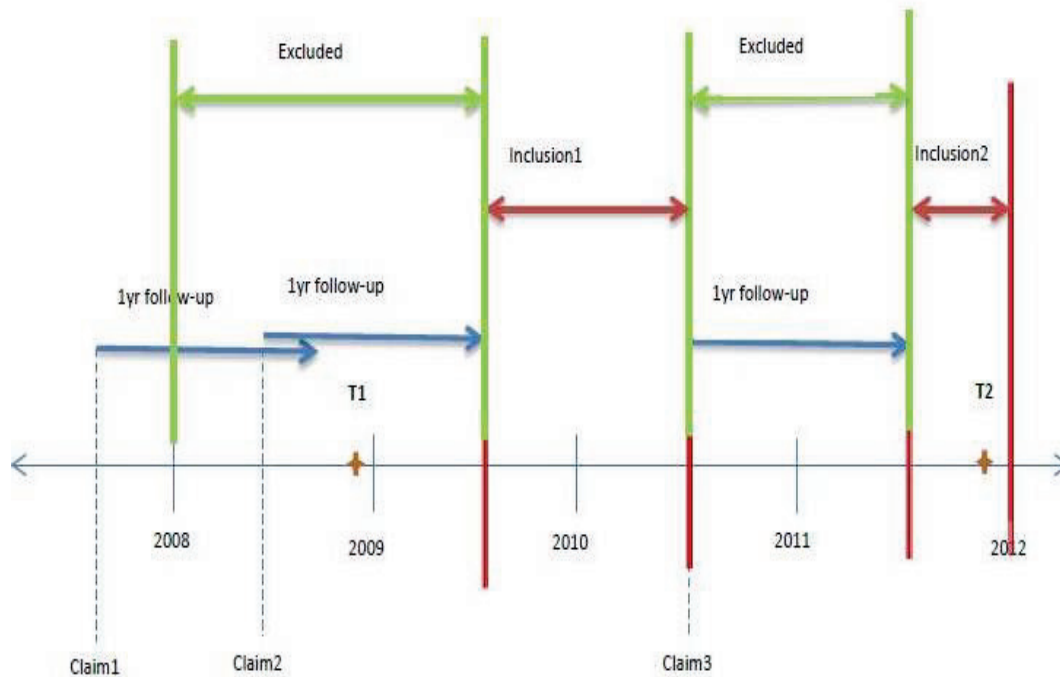 Excluded
Excluded
Inclusion1
Inclusion2
1yr follow-up
1yr follow-up
1yr follow-up
T1
T2
2008
2009
2010
2011
2012
Claim1
Claim2
Claim3